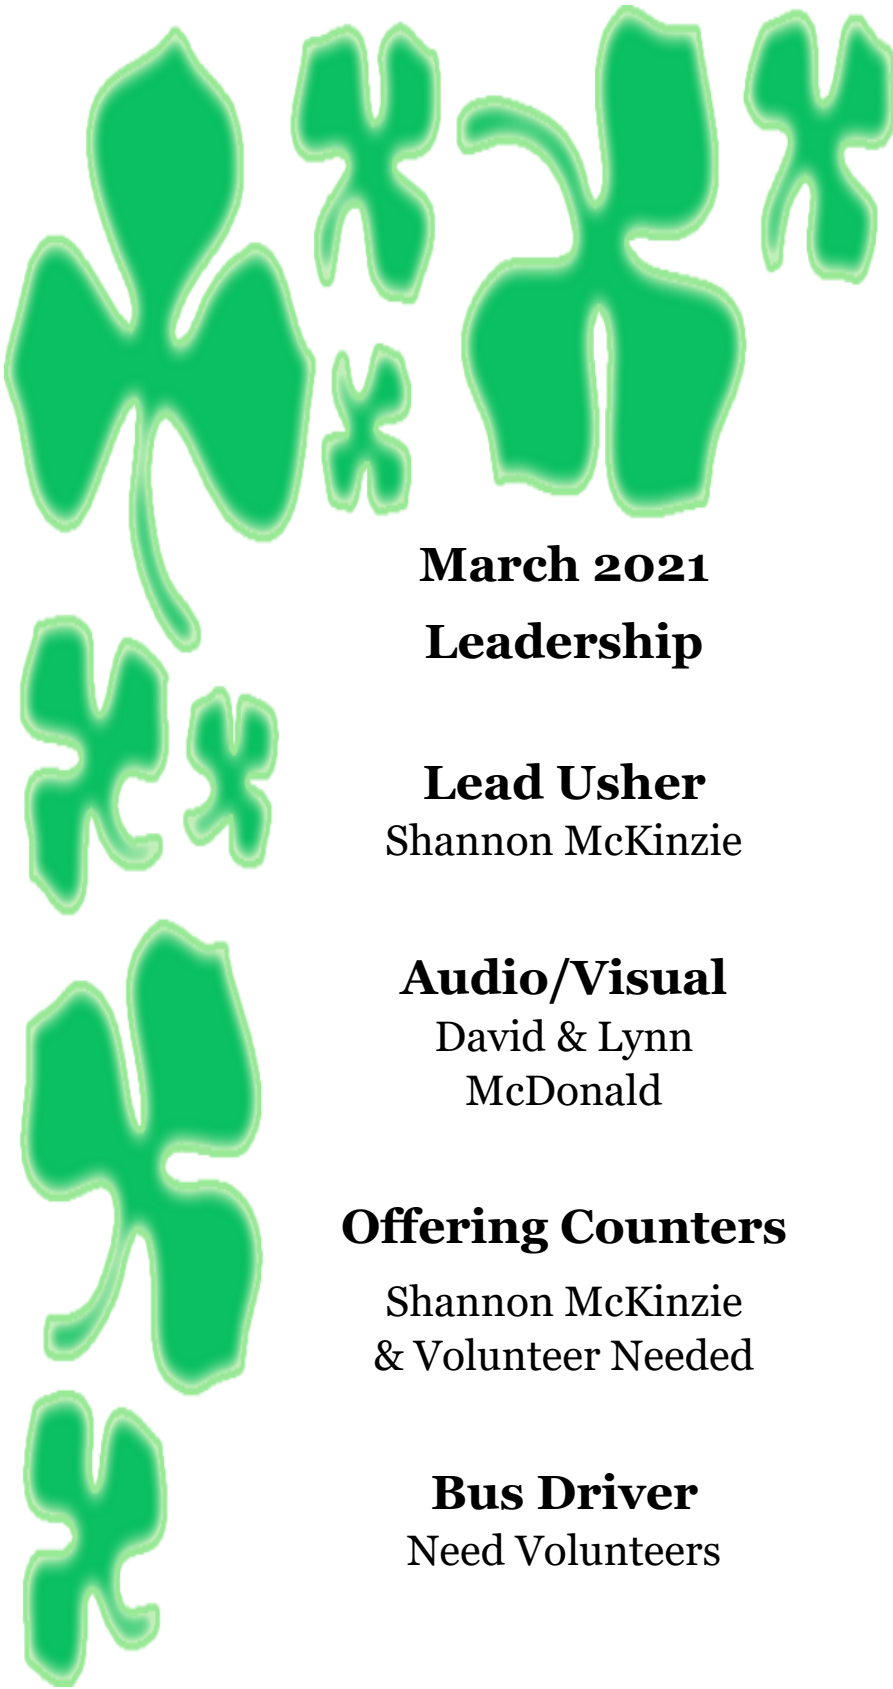 March 2021
Leadership
Lead Usher
Shannon McKinzie
Audio/Visual
David & Lynn
McDonald
Offering Counters
Shannon McKinzie
& Volunteer Needed
Bus Driver
Need Volunteers